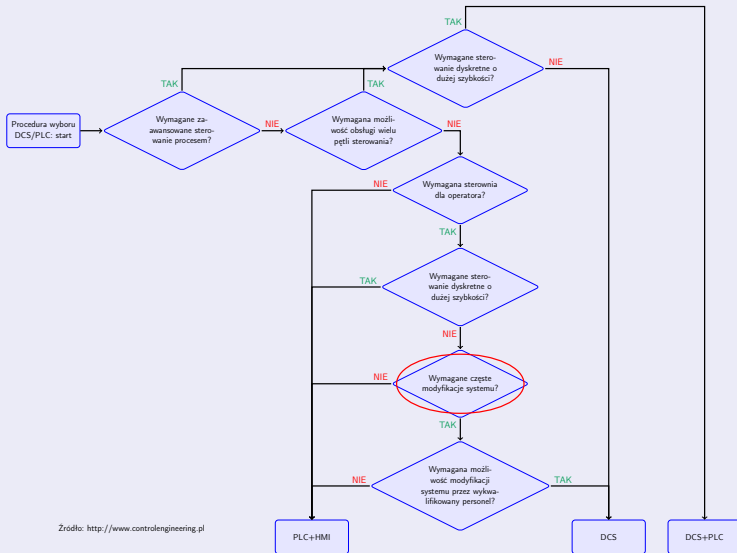 TAK
Wymagane stero-
wanie dyskretne o
dużej szybkości?
NIE
TAK
TAK
Procedura wyboru
DCS/PLC: start
Wymagane za-
awansowane stero-
wanie procesem?
NIE
Wymagana możli-
wość obsługi wielu
pętli sterowania?
NIE
NIE
Wymagana sterownia
dla operatora?
TAK
TAK
Wymagane stero-
wanie dyskretne o
dużej szybkości?
NIE
NIE
Wymagane częste
modyfikacje systemu?
TAK
NIE
Wymagana możli-
wość modyfikacji
systemu przez wykwa-
lifikowany personel?
TAK
Źródło: http://www.controlengineering.pl
PLC+HMI
DCS
DCS+PLC